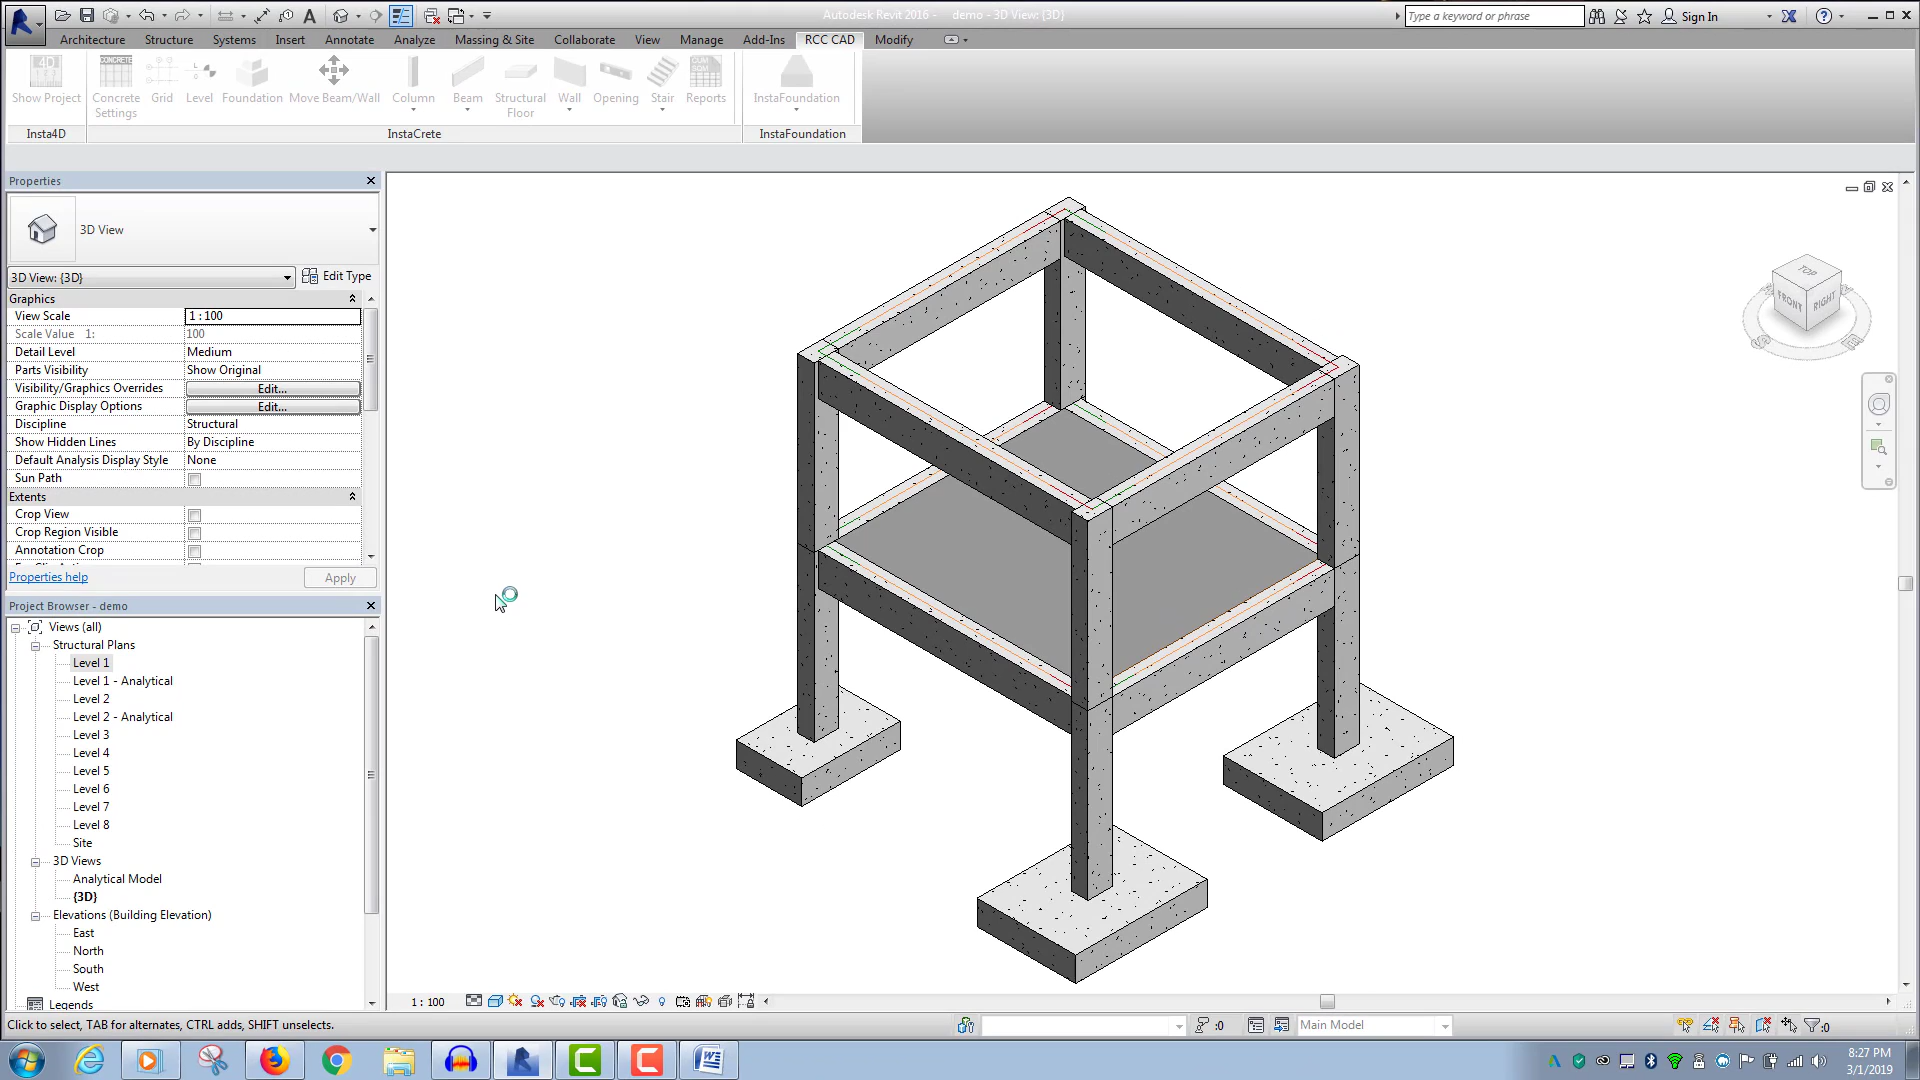 Autodesk Revit 2016 - demo - 3D View: {3D}
Type a keyword or phrase
Sign In
Architecture Structure Systems Insert Annotate Analyze Massing & Site Collaborate View Manage Add-Ins RCC CAD Modify
Show Project
Concrete Settings
Grid
Level
Foundation
Move Beam/Wall
Column
Beam
Structural Floor
Wall
Opening
Stair
Reports
InstaFoundation
Insta4D
InstaCrete
InstaFoundation
Properties
3D View
3D View: {3D}
Edit Type
Graphics
View Scale 1 : 100
Scale Value 1: 100
Detail Level Medium
Parts Visibility Show Original
Visibility/Graphics Overrides Edit...
Graphic Display Options Edit...
Discipline Structural
Show Hidden Lines By Discipline
Default Analysis Display Style None
Sun Path
Extents
Crop View
Crop Region Visible
Annotation Crop
Properties help
Apply
Project Browser - demo
Views (all)
Structural Plans
Level 1
Level 1 - Analytical
Level 2
Level 2 - Analytical
Level 3
Level 4
Level 5
Level 6
Level 7
Level 8
Site
3D Views
Analytical Model
{3D}
Elevations (Building Elevation)
East
North
South
West
Legends
TOP
FRONT
RIGHT
1 : 100
Click to select, TAB for alternates, CTRL adds, SHIFT unselects.
:0
Main Model
:0
8:27 PM
3/1/2019